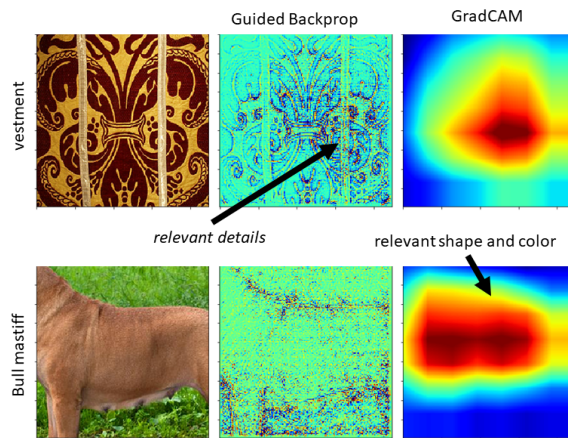 Guided Backprop
GradCAM
vestment
relevant details
relevant shape and color
Bull mastiff